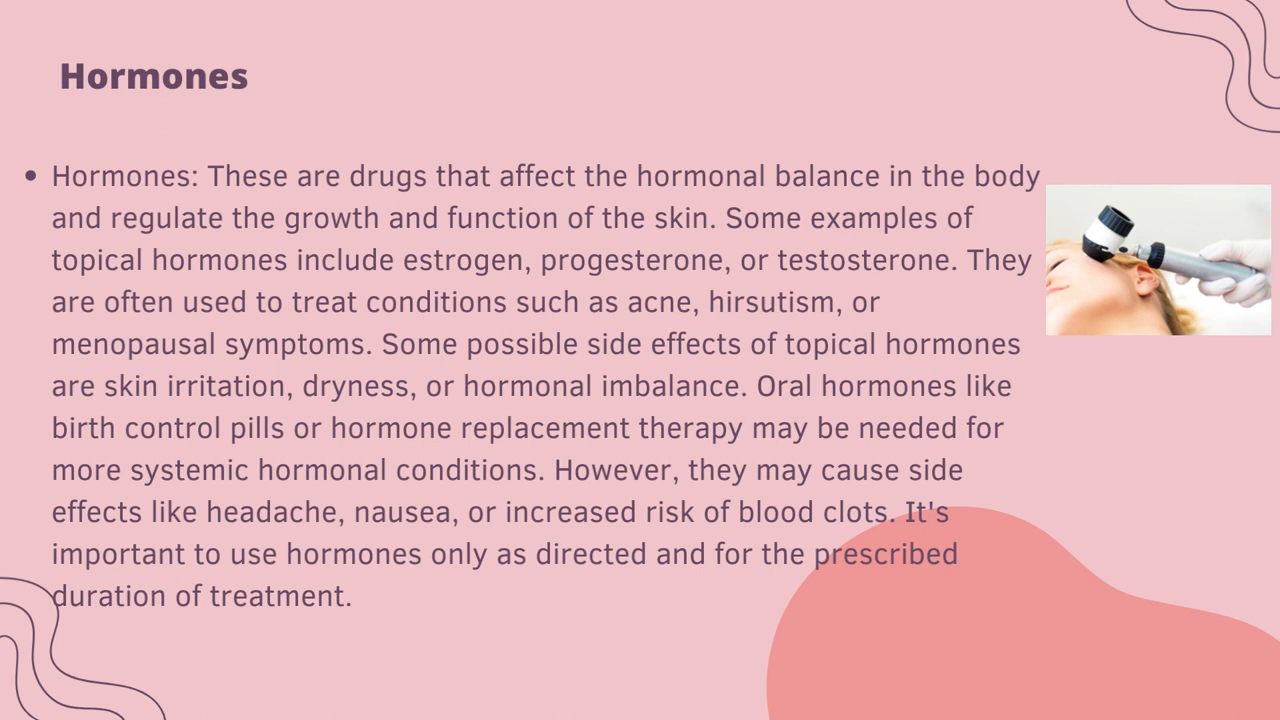 Hormones
• Hormones: These are drugs that affect the hormonal balance in the body
and regulate the growth and function of the skin. Some examples of
topical hormones include estrogen, progesterone, or testosterone. They
are often used to treat conditions such as acne, hirsutism, or
menopausal symptoms. Some possible side effects of topical hormones
are skin irritation, dryness, or hormonal imbalance. Oral hormones like
birth control pills or hormone replacement therapy may be needed for
more systemic hormonal conditions. However, they may cause side
effects like headache, nausea, or increased risk of blood clots. It's
important to use hormones only as directed and for the prescribed
duration of treatment.